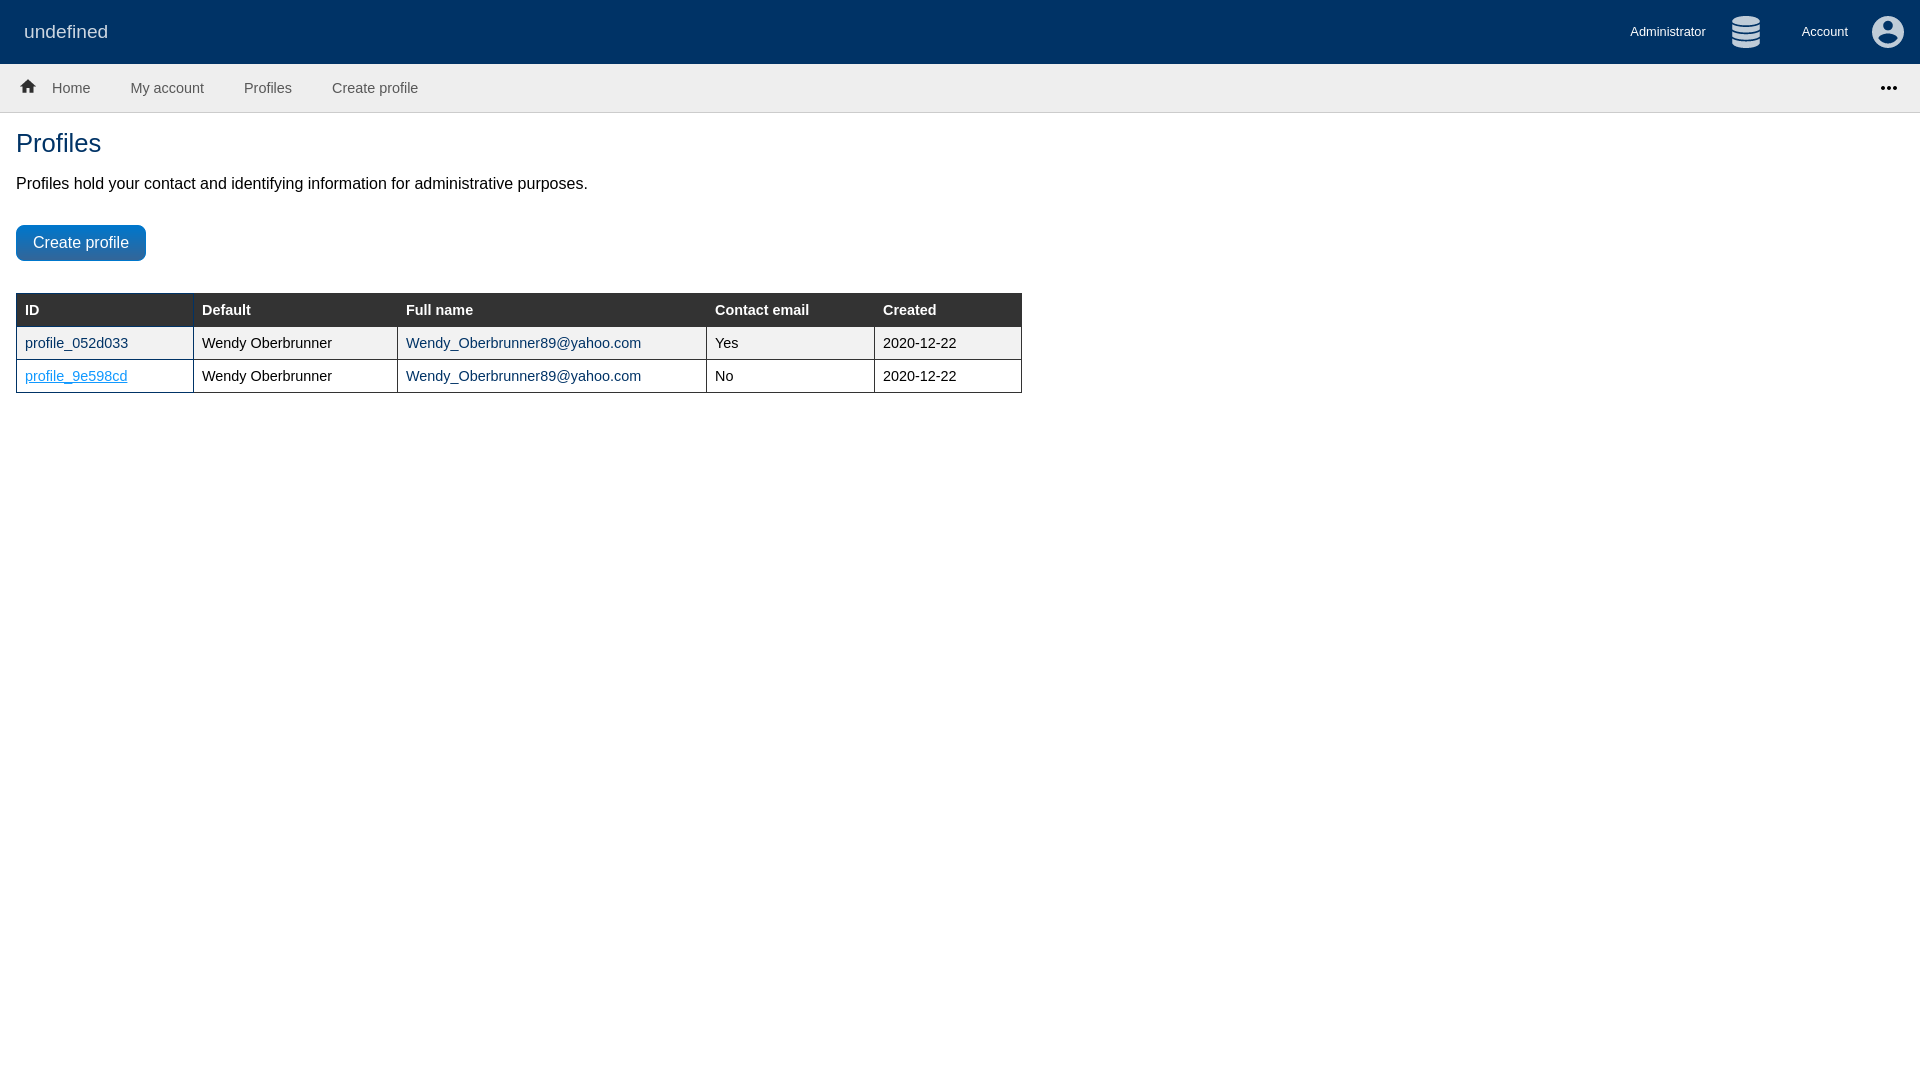 undefined
Administrator
Account
Home
My account
Profiles
Create profile
Profiles
Profiles hold your contact and identifying information for administrative purposes.
Create profile
ID Default Full name Contact email Created
profile_052d033 Wendy Oberbrunner Wendy_Oberbrunner89@yahoo.com Yes 2020-12-22
profile_9e598cd Wendy Oberbrunner Wendy_Oberbrunner89@yahoo.com No 2020-12-22